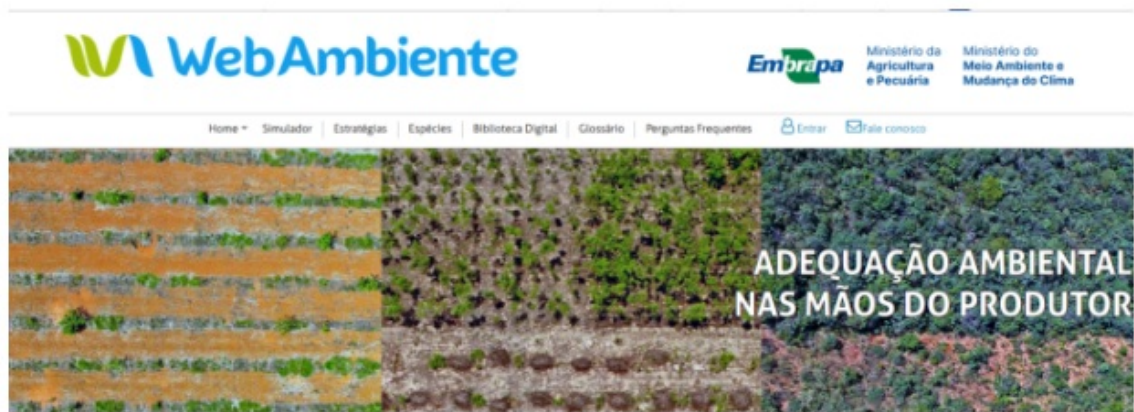 WebAmbiente
Embrapa
Ministério da
Agricultura
e Pecuária
Ministério do
Meio Ambiente e
Mudança do Clima
Home Simulador Estratégias Espécies Biblioteca Digital Glossário Perguntas Frequentes Entrar Fale conosco
ADEQUAÇÃO AMBIENTAL
NAS MÃOS DO PRODUTOR